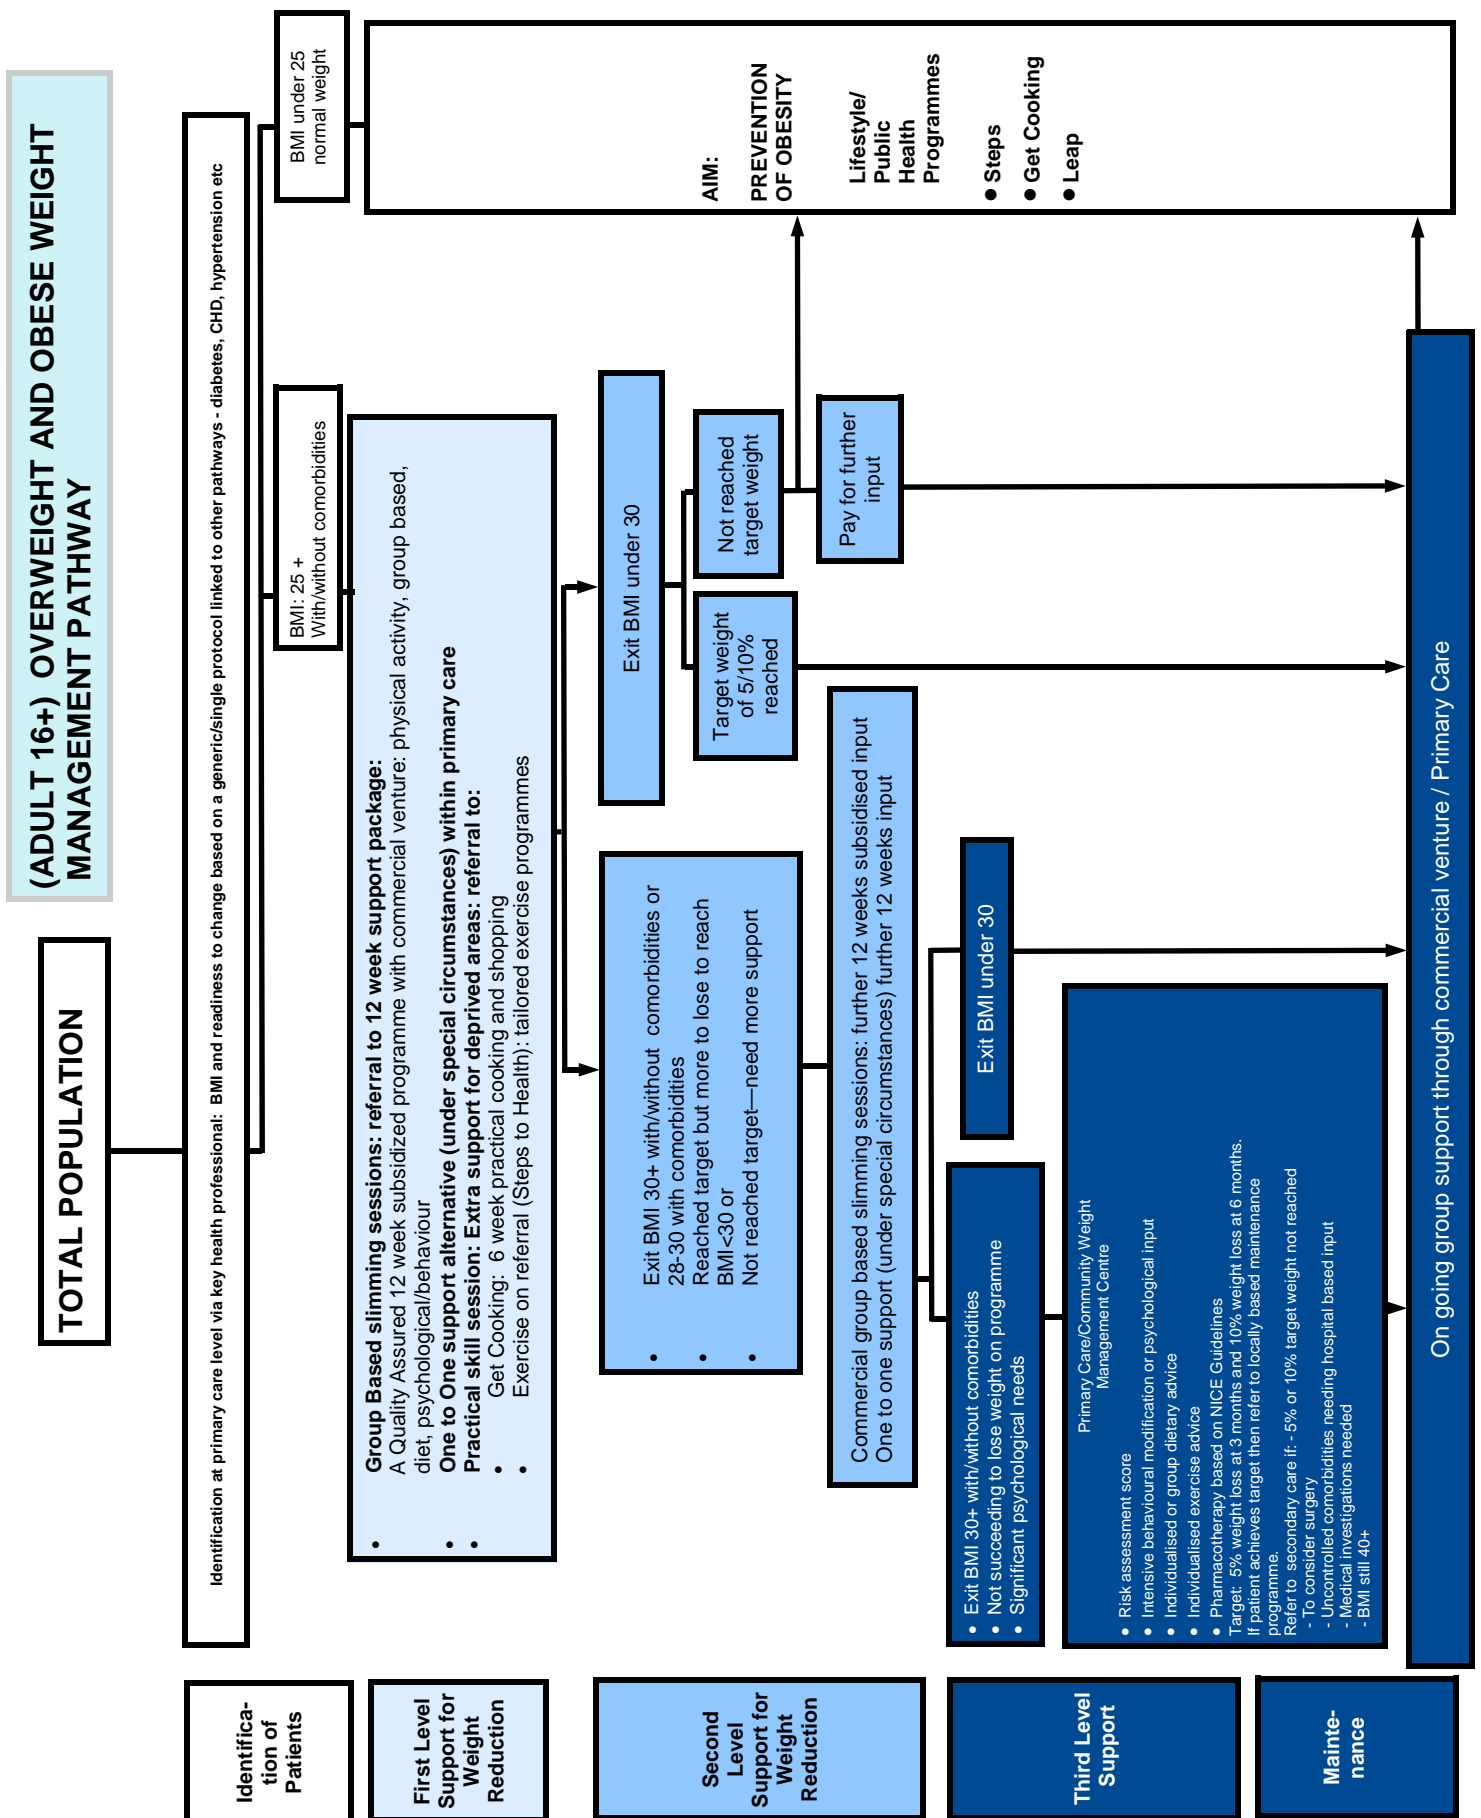 (ADULT 16+) OVERWEIGHT AND OBESE WEIGHT
MANAGEMENT PATHWAY
TOTAL POPULATION
Identifica-
tion of
Patients
Identification at primary care level via key health professional: BMI and readiness to change based on a generic/single protocol linked to other pathways - diabetes, CHD, hypertension etc
BMI: 25 +
With/without comorbidities
BMI under 25
normal weight
First Level
Support for
Weight
Reduction
• Group Based slimming sessions: referral to 12 week support package:
A Quality Assured 12 week subsidized programme with commercial venture: physical activity, group based,
diet, psychological/behaviour
• One to One support alternative (under special circumstances) within primary care
• Practical skill session: Extra support for deprived areas: referral to:
• Get Cooking: 6 week practical cooking and shopping
• Exercise on referral (Steps to Health): tailored exercise programmes
AIM:
PREVENTION
OF OBESITY
Lifestyle/
Public
Health
Programmes
● Steps
● Get Cooking
● Leap
Second
Level
Support for
Weight
Reduction
• Exit BMI 30+ with/without comorbidities or
28-30 with comorbidities
• Reached target but more to lose to reach
BMI<30 or
• Not reached target—need more support
Exit BMI under 30
Target weight
of 5/10%
reached
Not reached
target weight
Pay for further
input
Commercial group based slimming sessions: further 12 weeks subsidised input
One to one support (under special circumstances) further 12 weeks input
Third Level
Support
• Exit BMI 30+ with/without comorbidities
• Not succeeding to lose weight on programme
• Significant psychological needs
Exit BMI under 30
Primary Care/Community Weight
Management Centre
● Risk assessment score
● Intensive behavioural modification or psychological input
● Individualised or group dietary advice
● Individualised exercise advice
● Pharmacotherapy based on NICE Guidelines
Target: 5% weight loss at 3 months and 10% weight loss at 6 months.
If patient achieves target then refer to locally based maintenance
programme.
Refer to secondary care if: - 5% or 10% target weight not reached
- To consider surgery
- Uncontrolled comorbidities needing hospital based input
- Medical investigations needed
- BMI still 40+
Mainte-
nance
On going group support through commercial venture / Primary Care